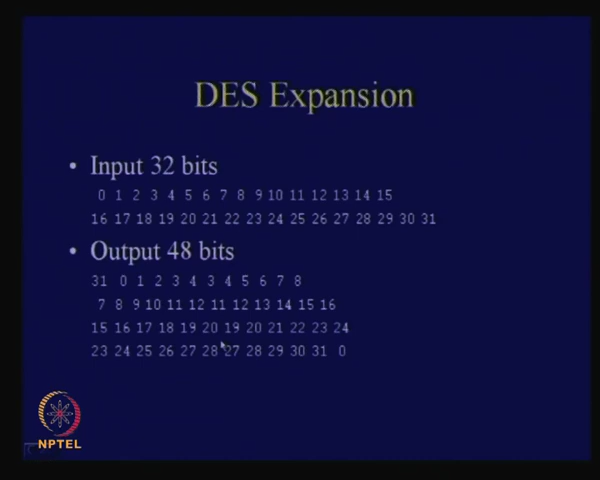 DES Expansion
• Input 32 bits
0 1 2 3 4 5 6 7 8 9 10 11 12 13 14 15
16 17 18 19 20 21 22 23 24 25 26 27 28 29 30 31
• Output 48 bits
31 0 1 2 3 4 3 4 5 6 7 8
7 8 9 10 11 12 11 12 13 14 15 16
15 16 17 18 19 20 19 20 21 22 23 24
23 24 25 26 27 28 27 28 29 30 31 0
NPTEL